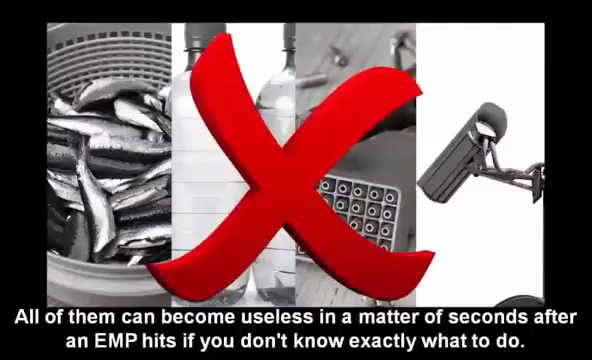 All of them can become useless in a matter of seconds after
an EMP hits if you don't know exactly what to do.